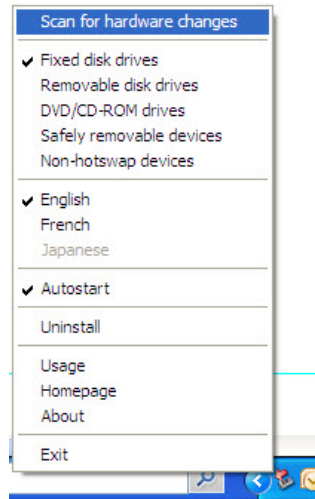 Scan for hardware changes
Fixed disk drives
Removable disk drives
DVD/CD-ROM drives
Safely removable devices
Non-hotswap devices
English
French
Japanese
Autostart
Uninstall
Usage
Homepage
About
Exit